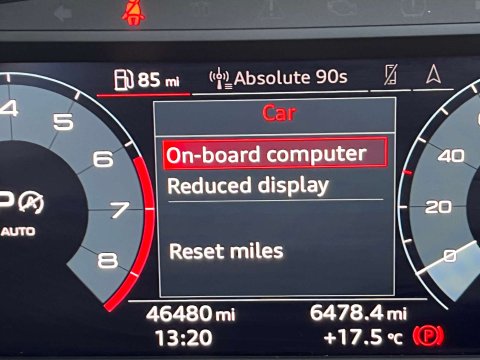 85 mi Absolute 90s
Car
On-board computer
Reduced display
Reset miles
4
5
6
7
8
P A
AUTO
40
20
0
46480 mi 6478.4 mi
13:20 +17.5 °C (P)